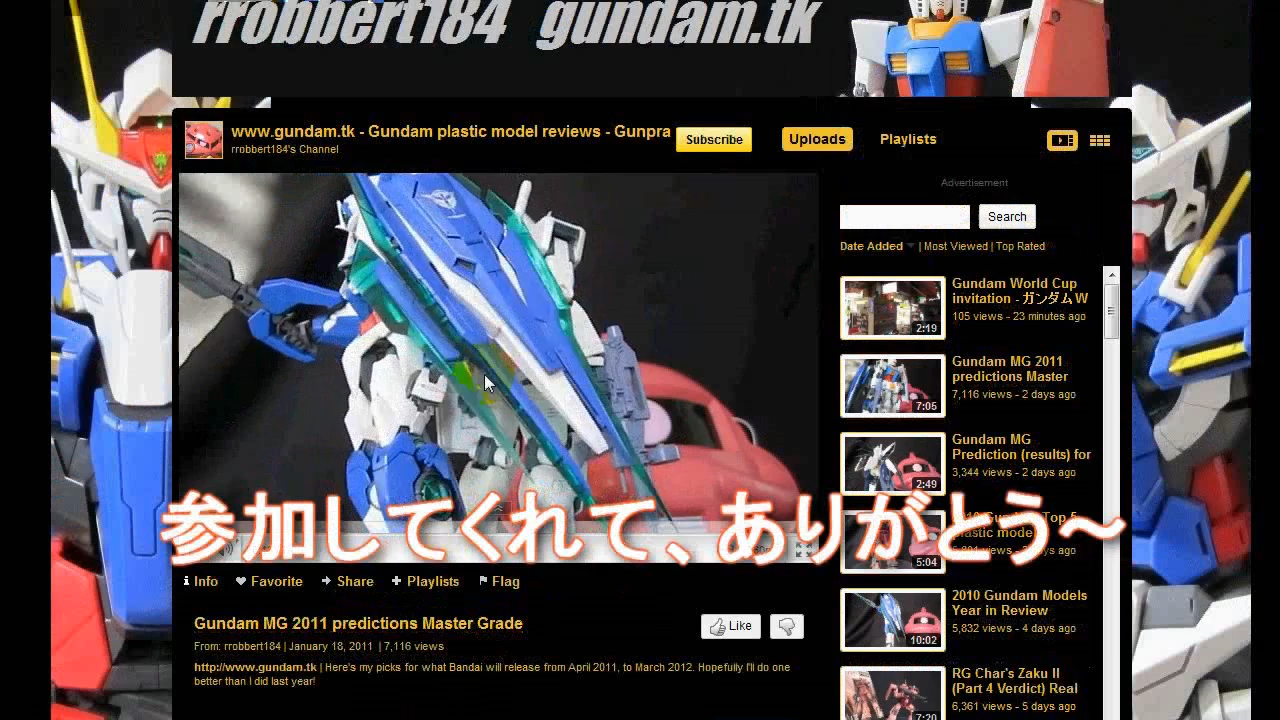 rrobbert184 gundam.tk
www.gundam.tk - Gundam plastic model reviews - Gunpra
rrobbert184's Channel
Subscribe
Uploads
Playlists
Advertisement
Search
Date Added | Most Viewed | Top Rated
Gundam World Cup
invitation - ガンダムW
105 views - 23 minutes ago
2:19
Gundam MG 2011
predictions Master
7,116 views - 2 days ago
7:05
Gundam MG
Prediction (results) for
3,344 views - 2 days ago
2:49
Top 5
plastic mode
5:04
2010 Gundam Models
Year in Review
5,832 views - 4 days ago
10:02
RG Char's Zaku II
(Part 4 Verdict) Real
6,361 views - 5 days ago
7:20
参加してくれて、ありがとう～
Info Favorite Share Playlists Flag
Gundam MG 2011 predictions Master Grade
Like
From: rrobbert184 | January 18, 2011 | 7,116 views
http://www.gundam.tk | Here's my picks for what Bandai will release from April 2011, to March 2012. Hopefully I'll do one
better than I did last year!